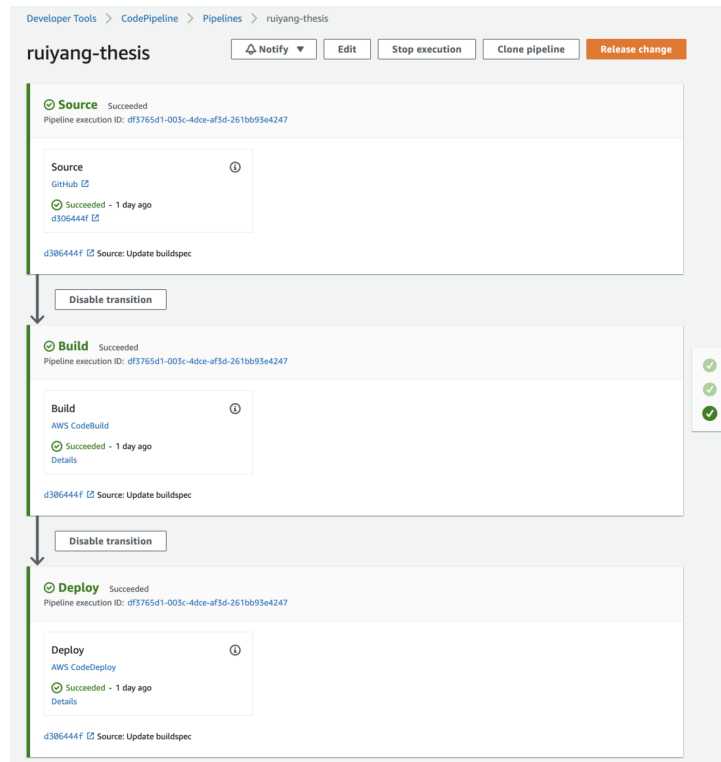 Developer Tools > CodePipeline > Pipelines > ruiyang-thesis
ruiyang-thesis
Notify ▼ Edit Stop execution Clone pipeline Release change
Source Succeeded
Pipeline execution ID: df3765d1-003c-4dce-af3d-261bb93e4247
Source
GitHub
Succeeded - 1 day ago
d306444f
d306444f Source: Update buildspec
Disable transition
Build Succeeded
Pipeline execution ID: df3765d1-003c-4dce-af3d-261bb93e4247
Build
AWS CodeBuild
Succeeded - 1 day ago
Details
d306444f Source: Update buildspec
Disable transition
Deploy Succeeded
Pipeline execution ID: df3765d1-003c-4dce-af3d-261bb93e4247
Deploy
AWS CodeDeploy
Succeeded - 1 day ago
Details
d306444f Source: Update buildspec